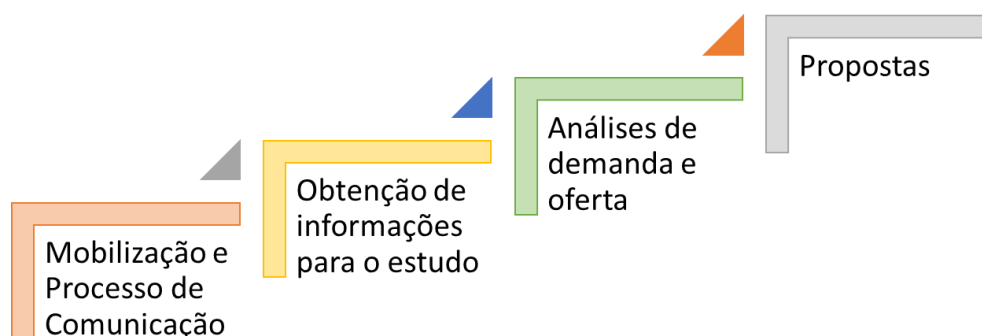 Mobilização e
Processo de
Comunicação
Obtenção de
informações
para o estudo
Análises de
demanda e
oferta
Propostas